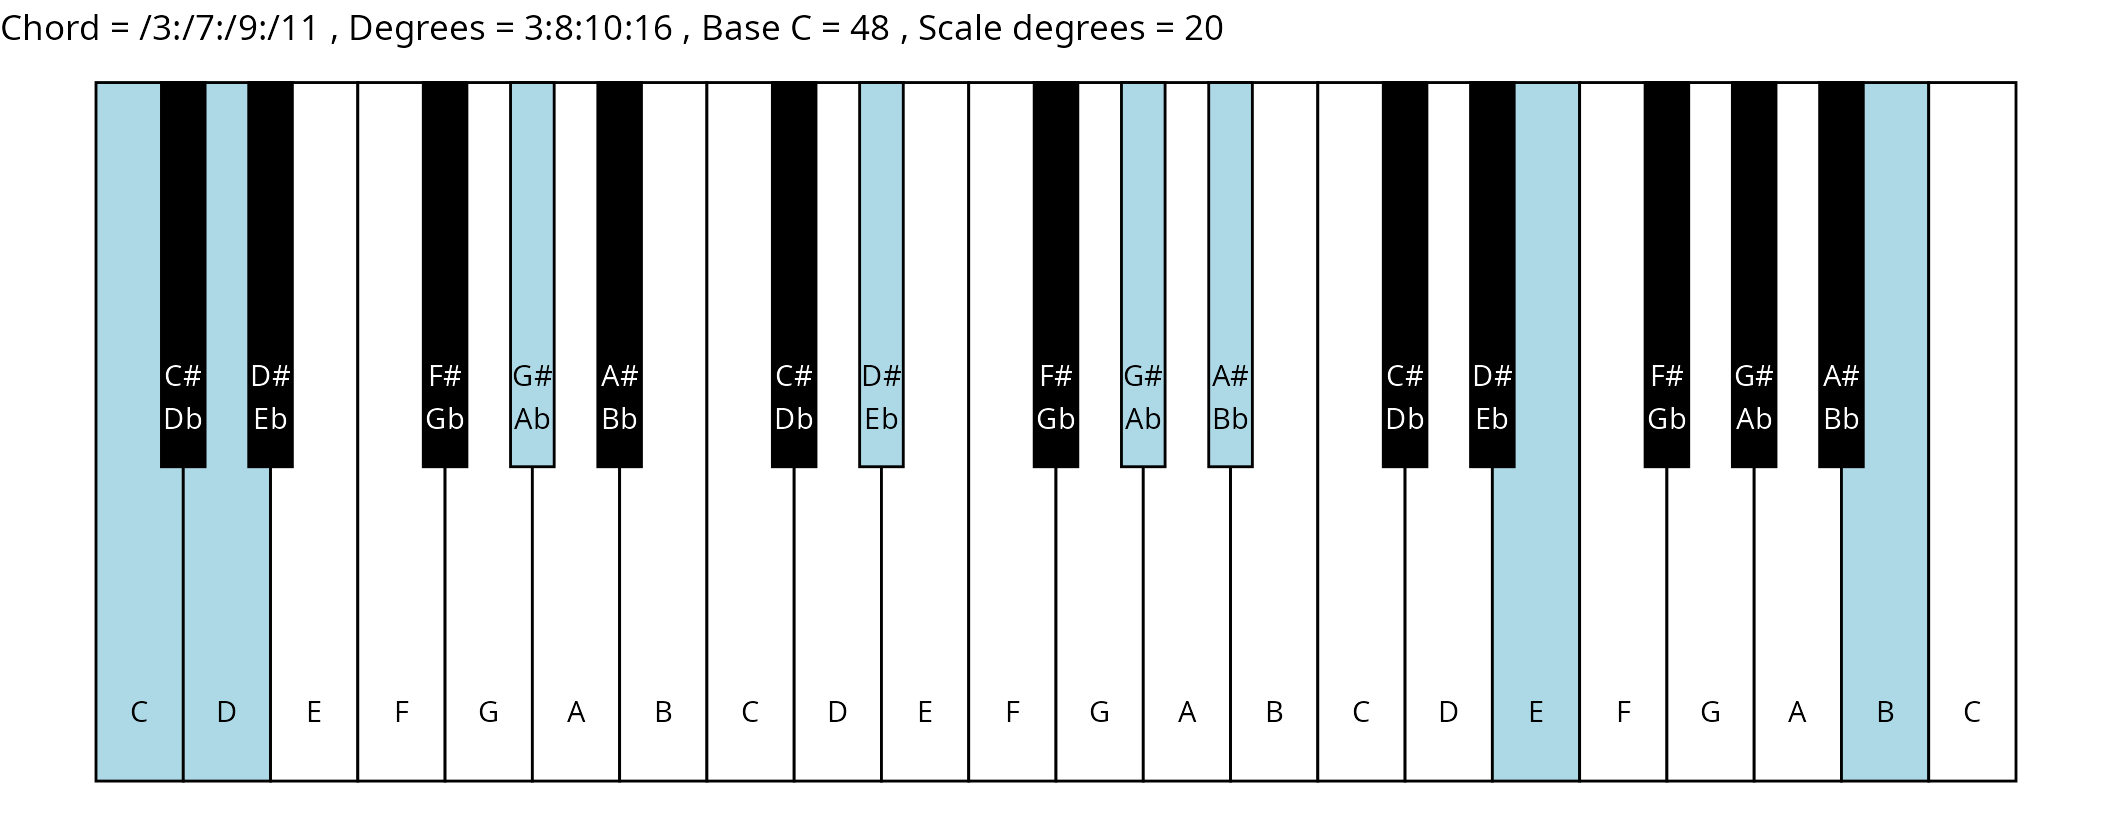 Chord = /3:/7:/9:/11 , Degrees = 3:8:10:16 , Base C = 48 , Scale degrees = 20
C# D# F# G# A# C# D# F# G# A# C# D# F# G# A#
Db Eb Gb Ab Bb Db Eb Gb Ab Bb Db Eb Gb Ab Bb
C D E F G A B C D E F G A B C D E F G A B C